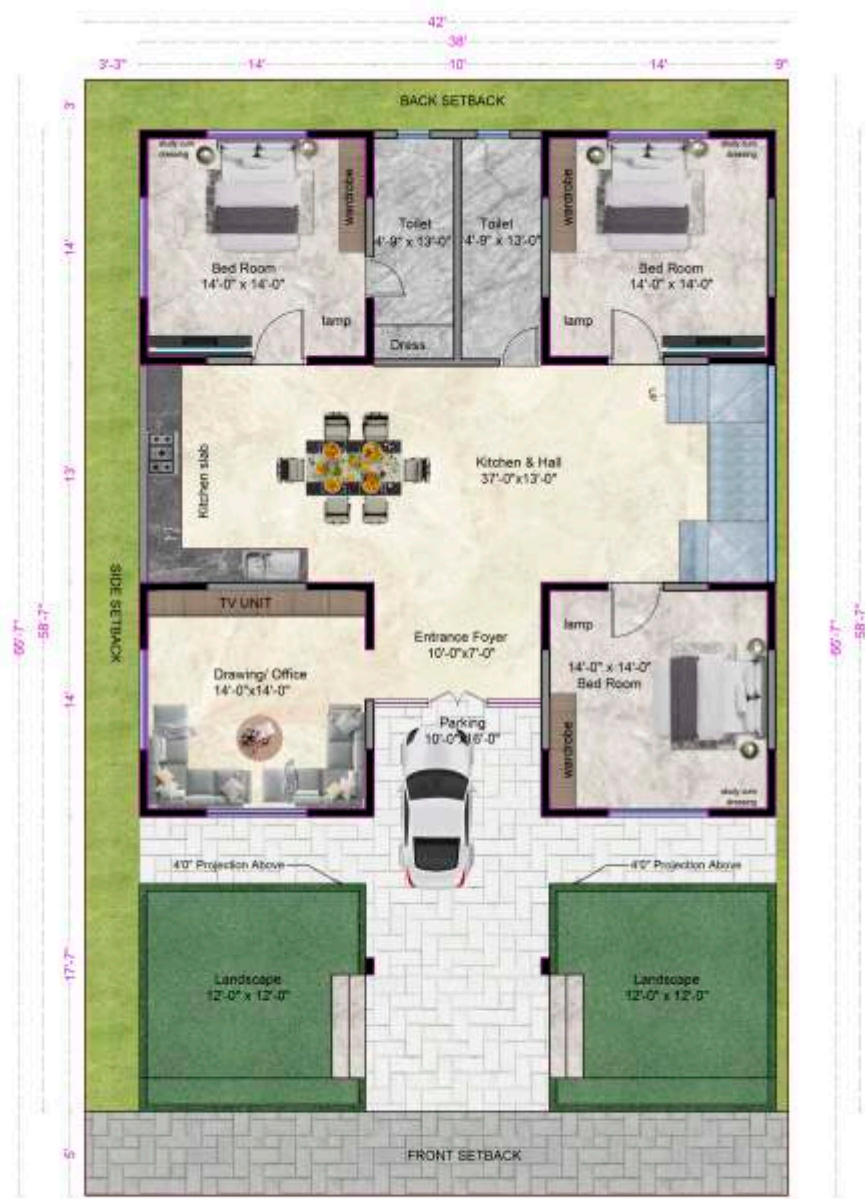 42'
38'
3'-3"
14'
10'
14'
9"
3'
BACK SETBACK
study cum
dressing
study cum
dressing
wardrobe
wardrobe
Toilet
4'-9" x 13'-0"
Toilet
4'-9" x 13'-0"
14'
Bed Room
14'-0" x 14'-0"
Bed Room
14'-0" x 14'-0"
lamp
lamp
Dress
UP
Kitchen slab
Kitchen & Hall
37'-0"x13'-0"
13'
SIDE SETBACK
TV UNIT
lamp
Entrance Foyer
10'-0"x7'-0"
66'-7"
58'-7"
66'-7"
58'-7"
Drawing/ Office
14'-0"x14'-0"
14'-0" x 14'-0"
Bed Room
14'
Parking
10'-0"x16'-0"
wardrobe
study cum
dressing
4'0" Projection Above
4'0" Projection Above
17'-7"
Landscape
12'-0" x 12'-0"
Landscape
12'-0" x 12'-0"
5'
FRONT SETBACK